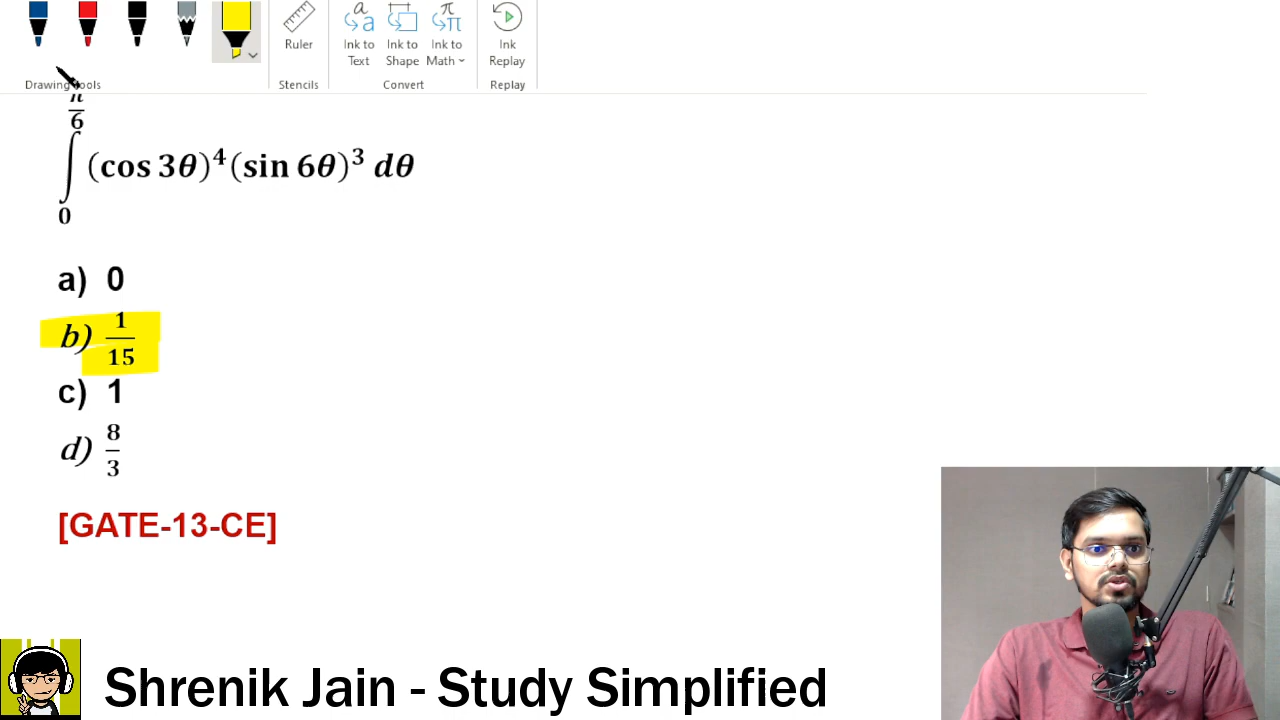 a
↷a
π
↷π
Ruler
Ink to Text
Ink to Shape
Ink to Math
Ink Replay
Drawing Tools
Stencils
Convert
Replay
∫₀^{π/6} (cos 3θ)⁴(sin 6θ)³ dθ
a) 0
b) 1/15
c) 1
d) 8/3
[GATE-13-CE]
Shrenik Jain - Study Simplified